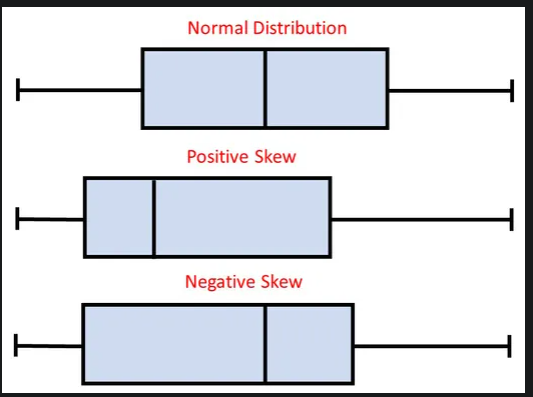 Normal Distribution
Positive Skew
Negative Skew